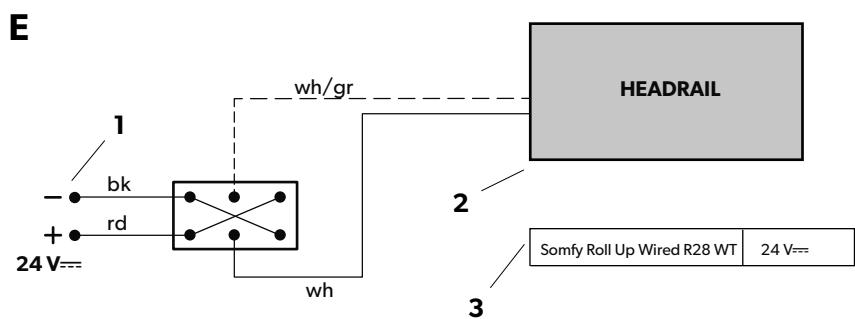 E
HEADRAIL
wh/gr
1
− bk
2
+ rd
24 V⎓
Somfy Roll Up Wired R28 WT 24 V⎓
wh
3